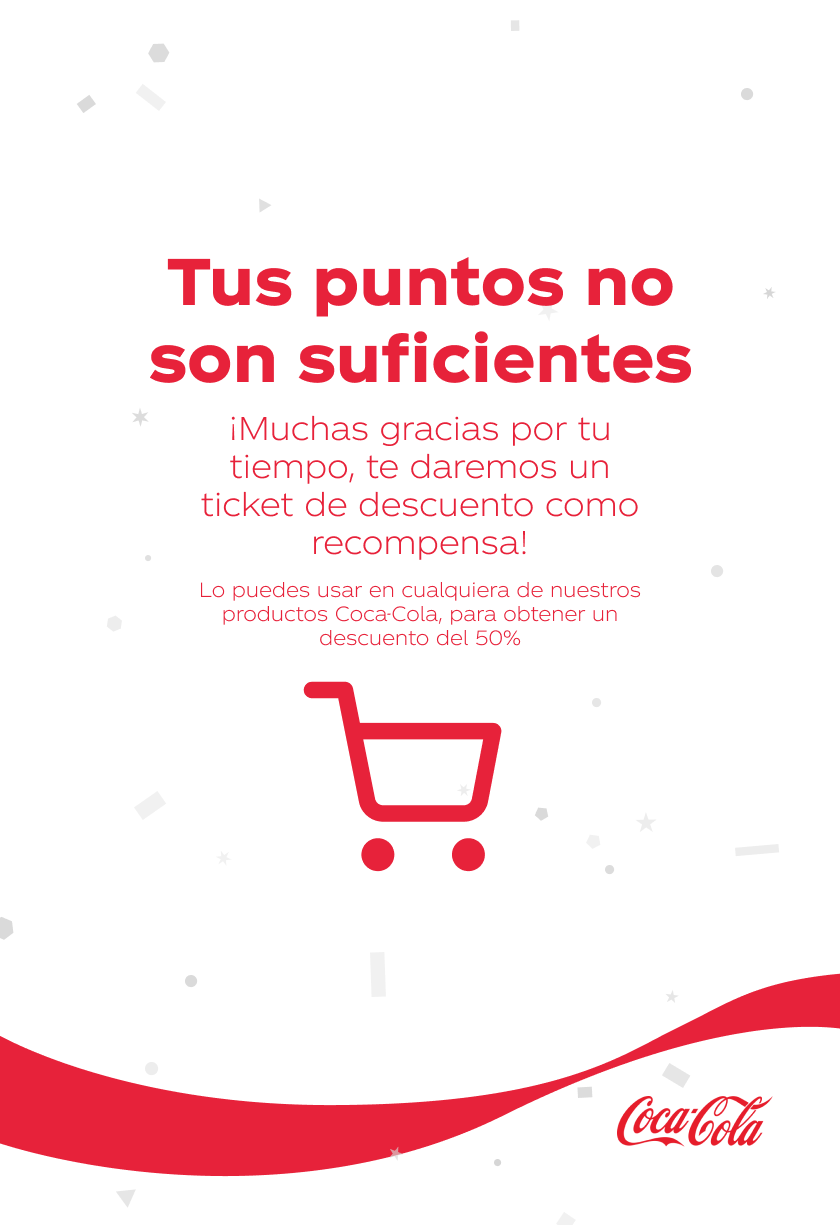 Tus puntos no
son suficientes
¡Muchas gracias por tu
tiempo, te daremos un
ticket de descuento como
recompensa!
Lo puedes usar en cualquiera de nuestros
productos Coca-Cola, para obtener un
descuento del 50%
Coca-Cola